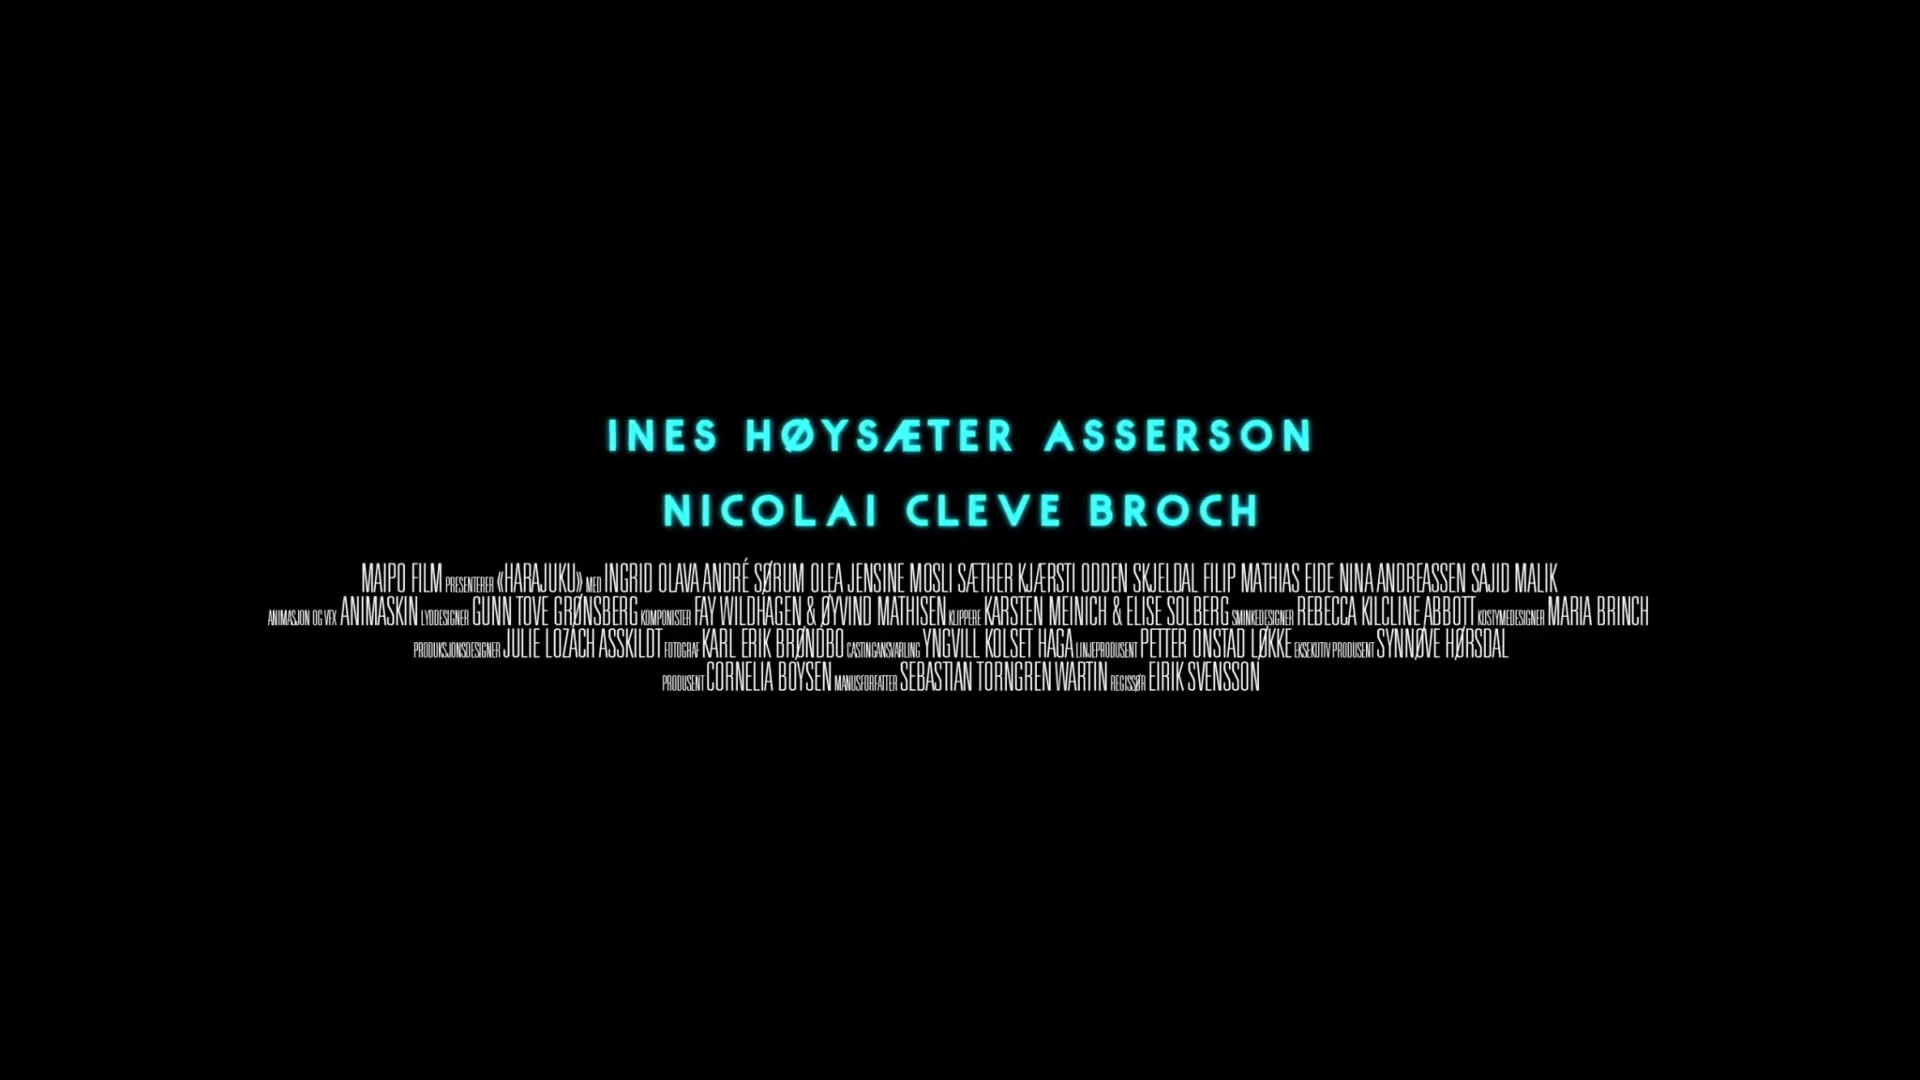 INES HØYSÆTER ASSERSON
NICOLAI CLEVE BROCH
MAIPO FILM PRESENTERER «HARAJUKU» MED INGRID OLAVA ANDRÉ SØRUM OLEA JENSINE MOSLI SÆTHER KJÆRSTI ODDEN SKJELDAL FILIP MATHIAS EIDE NINA ANDREASSEN SAJID MALIK
ANIMASJON OG VFX ANIMASKIN LYDDESIGNER GUNN TOVE GRØNSBERG KOMPONISTER FAY WILDHAGEN & ØYVIND MATHISEN KLIPPERE KARSTEN MEINICH & ELISE SOLBERG SMINKEDESIGNER REBECCA KILCLINE ABBOTT KOSTYMEDESIGNER MARIA BRINCH
PRODUKSJONSDESIGNER JULIE LOZACH ASSKILDT FOTOGRAF KARL ERIK BRØNDBO CASTINGANSVARLING YNGVILL KOLSET HAGA LINJEPRODUSENT PETTER ONSTAD LØKKE EKSEKUTIV PRODUSENT SYNNØVE HØRSDAL
PRODUSENT CORNELIA BOYSEN MANUSFORFATTER SEBASTIAN TORNGREN WARTIN REGISSØR EIRIK SVENSSON